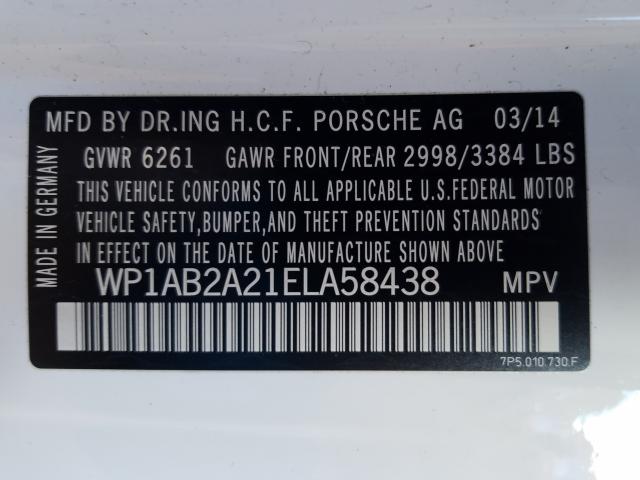 MFD BY DR.ING H.C.F. PORSCHE AG 03/14
GVWR 6261 GAWR FRONT/REAR 2998/3384 LBS
THIS VEHICLE CONFORMS TO ALL APPLICABLE U.S.FEDERAL MOTOR
VEHICLE SAFETY,BUMPER,AND THEFT PREVENTION STANDARDS
IN EFFECT ON THE DATE OF MANUFACTURE SHOWN ABOVE.
WP1AB2A21ELA58438 MPV
7P5.010.730.F
MADE IN GERMANY